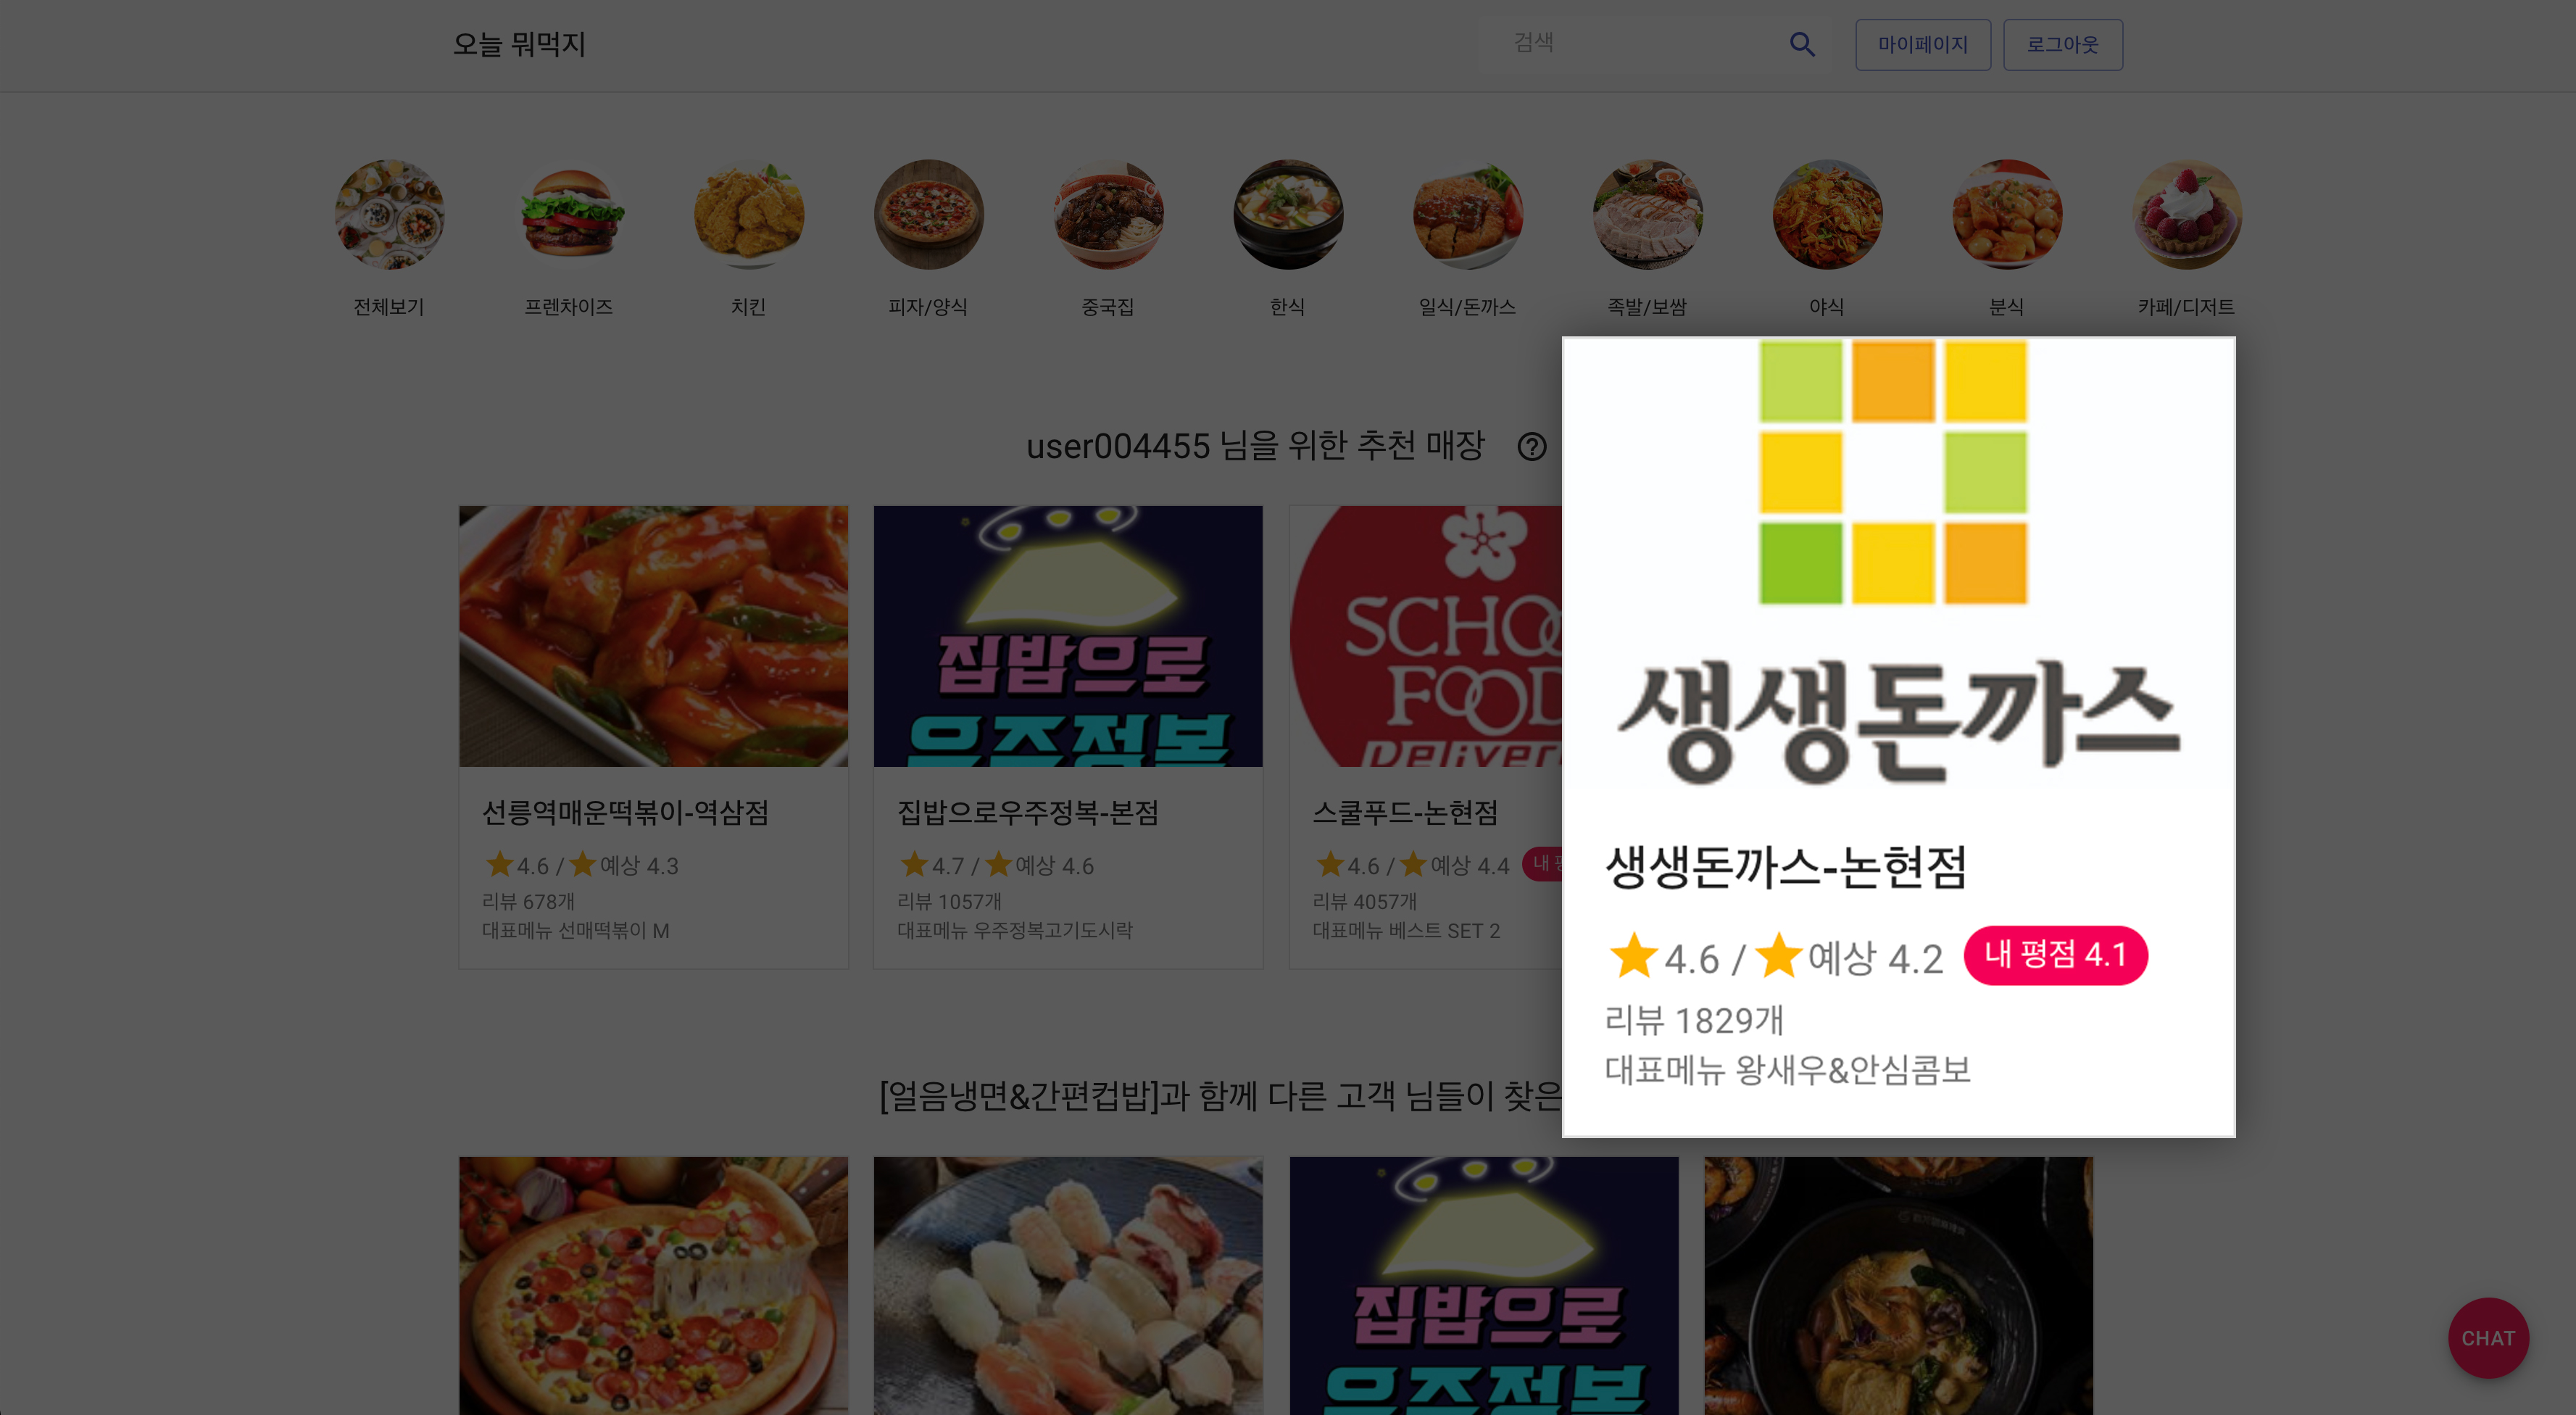 오늘 뭐먹지
검색
마이페이지
로그아웃
전체보기
프렌차이즈
치킨
피자/양식
중국집
한식
일식/돈까스
족발/보쌈
야식
분식
카페/디저트
user004455 님을 위한 추천 매장
집밥으로
우주정복
SCHOO
FOOD
Deliver
선릉역매운떡볶이-역삼점
4.6 / 예상 4.3
리뷰 678개
대표메뉴 선매떡볶이 M
집밥으로우주정복-본점
4.7 / 예상 4.6
리뷰 1057개
대표메뉴 우주정복고기도시락
스쿨푸드-논현점
4.6 / 예상 4.4 내 평
리뷰 4057개
대표메뉴 베스트 SET 2
생생돈까스
생생돈까스-논현점
4.6 / 예상 4.2 내 평점 4.1
리뷰 1829개
대표메뉴 왕새우&안심콤보
[얼음냉면&간편컵밥]과 함께 다른 고객 님들이 찾은
집밥으로
우주정복
CHAT